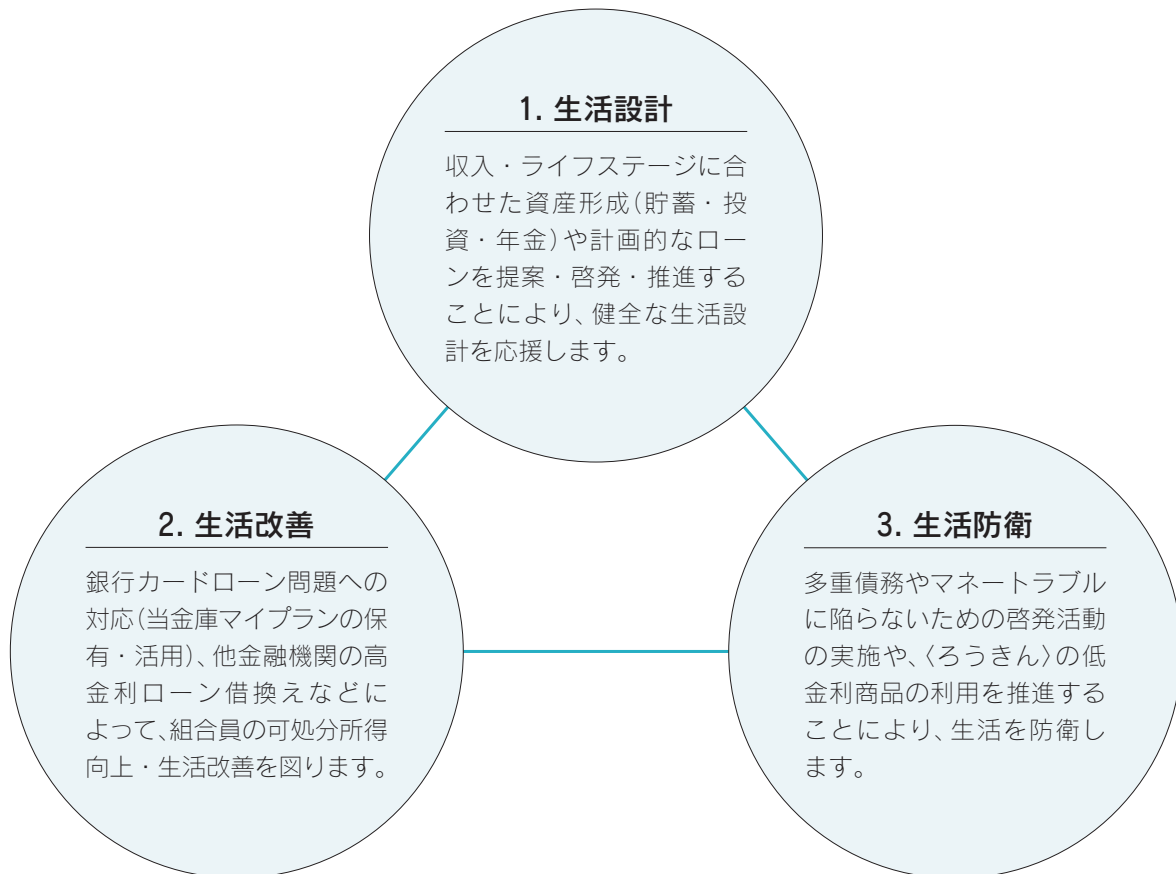 1. 生活設計
収入・ライフステージに合
わせた資産形成(貯蓄・投
資・年金)や計画的なロー
ンを提案・啓発・推進する
ことにより、健全な生活設
計を応援します。
2. 生活改善
銀行カードローン問題への
対応(当金庫マイプランの保
有・活用)、他金融機関の高
金利ローン借換えなどに
よって、組合員の可処分所得
向上・生活改善を図ります。
3. 生活防衛
多重債務やマネートラブル
に陥らないための啓発活動
の実施や、〈ろうきん〉の低
金利商品の利用を推進する
ことにより、生活を防衛し
ます。